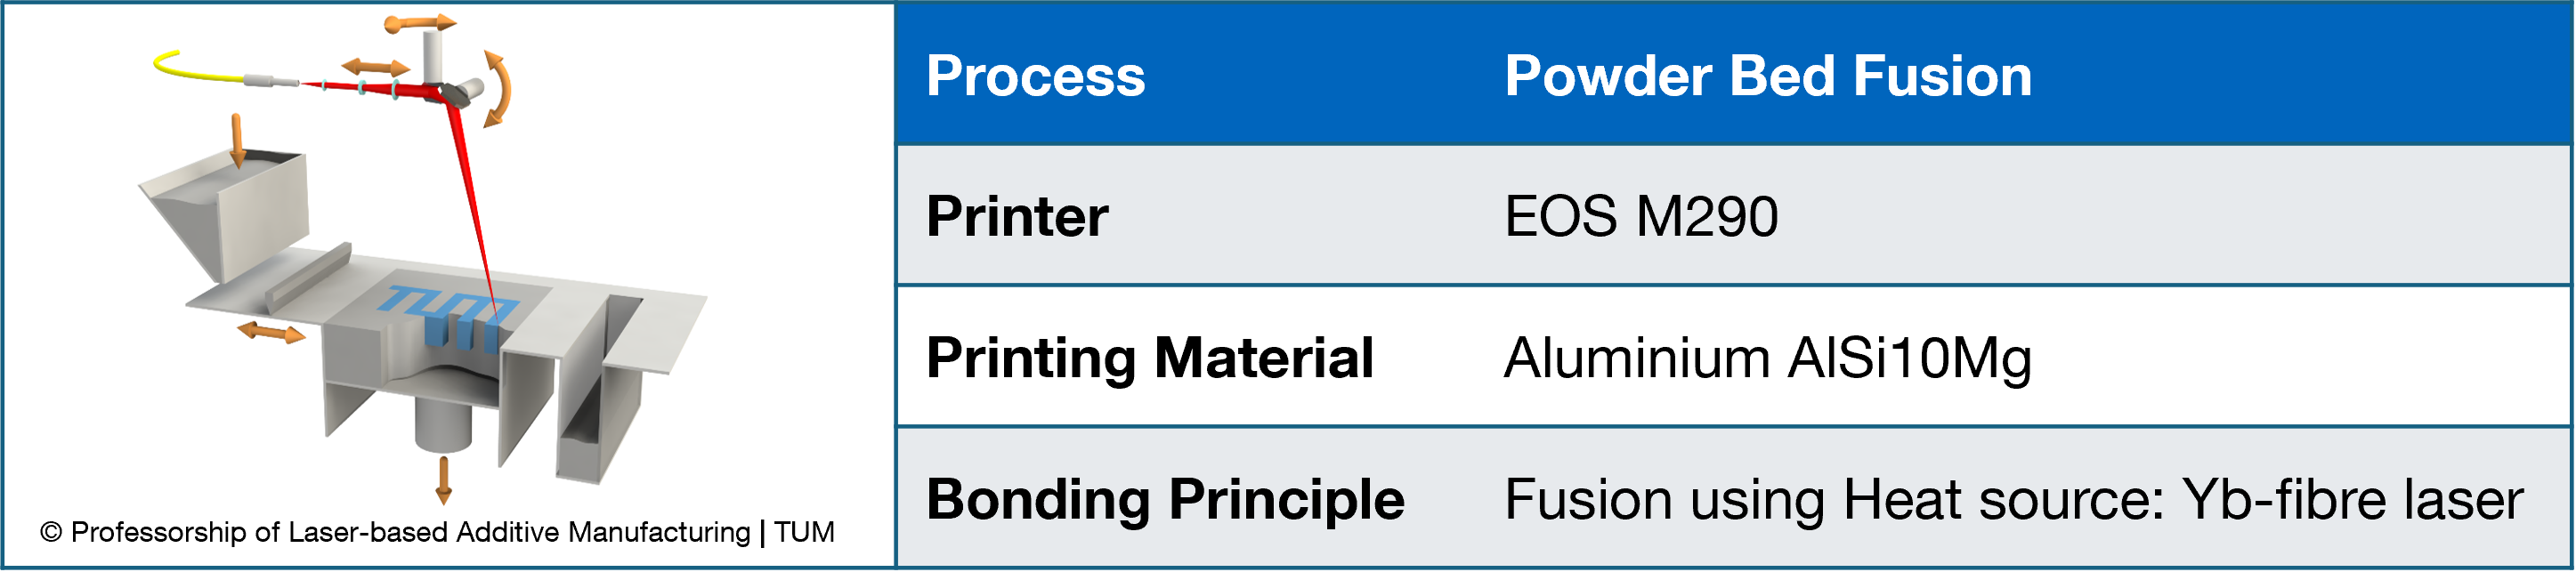 TUM
© Professorship of Laser-based Additive Manufacturing | TUM
Process Powder Bed Fusion
Printer EOS M290
Printing Material Aluminium AlSi10Mg
Bonding Principle Fusion using Heat source: Yb-fibre laser